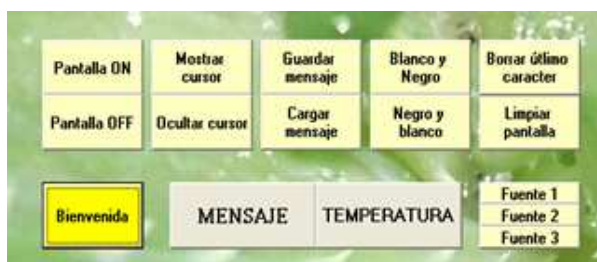 Pantalla ON
Mostrar
cursor
Guardar
mensaje
Blanco y
Negro
Borrar útlimo
caracter
Pantalla OFF
Ocultar cursor
Cargar
mensaje
Negro y
blanco
Limpiar
pantalla
Bienvenida
MENSAJE
TEMPERATURA
Fuente 1
Fuente 2
Fuente 3